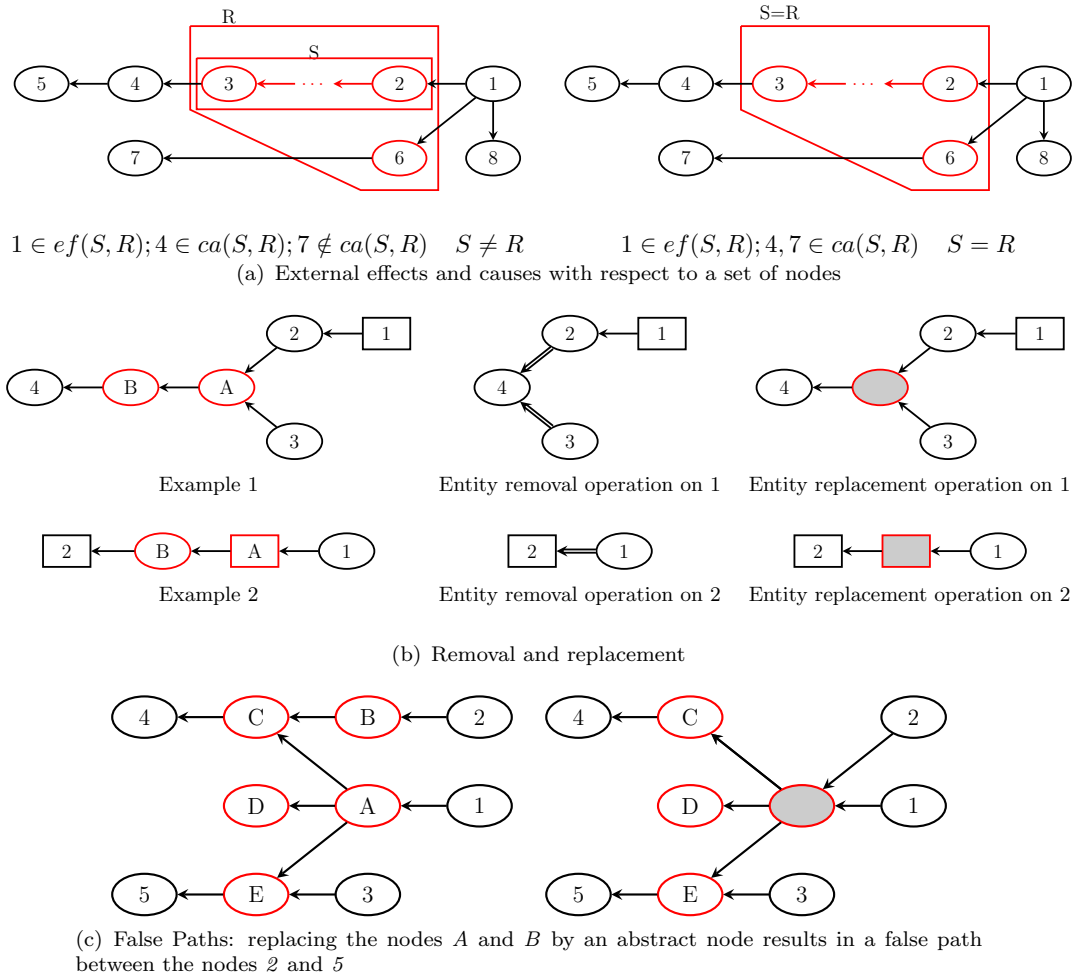 R
S
5 4 3 ... 2 1
7 6 8
S=R
5 4 3 ... 2 1
7 6 8
1 ∈ ef(S, R); 4 ∈ ca(S, R); 7 ∉ ca(S, R) S ≠ R
1 ∈ ef(S, R); 4, 7 ∈ ca(S, R) S = R
(a) External effects and causes with respect to a set of nodes
2 1
4 B A
3
Example 1
2 1
4
3
Entity removal operation on 1
2 1
4
3
Entity replacement operation on 1
2 B A 1
Example 2
2 1
Entity removal operation on 2
2 1
Entity replacement operation on 2
(b) Removal and replacement
4 C B 2
D A 1
5 E 3
4 C 2
D 1
5 E 3
(c) False Paths: replacing the nodes A and B by an abstract node results in a false path
between the nodes 2 and 5